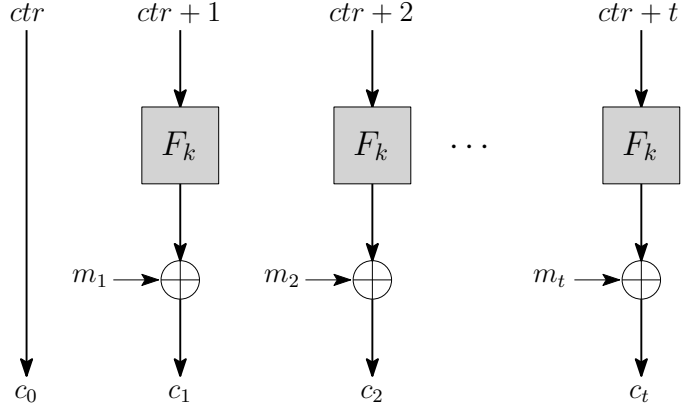 ctr ctr + 1 ctr + 2 ctr + t
F_k F_k · · · F_k
m_1 m_2 m_t
c_0 c_1 c_2 c_t